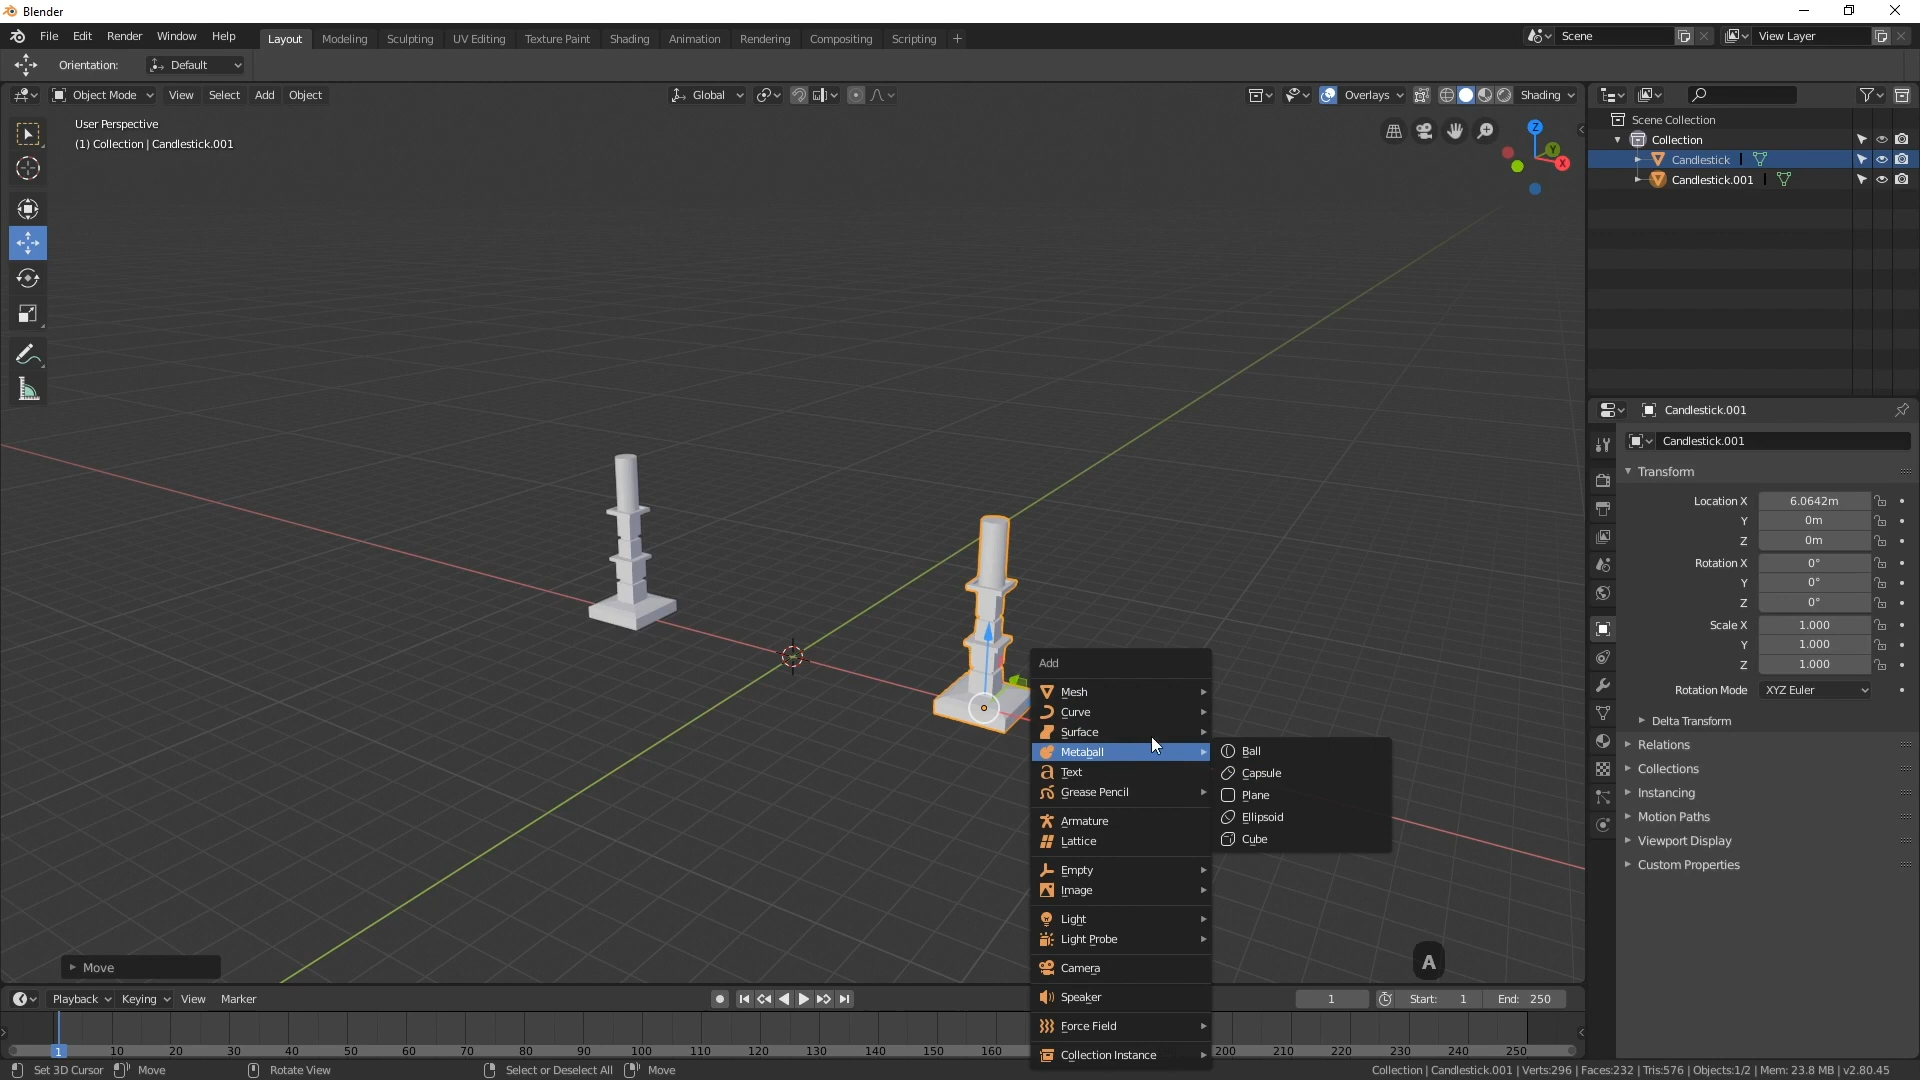 Blender
File Edit Render Window Help
Layout Modeling Sculpting UV Editing Texture Paint Shading Animation Rendering Compositing Scripting +
Scene
View Layer
Orientation: Default
Object Mode View Select Add Object
Global
Overlays
Shading
User Perspective
(1) Collection | Candlestick.001
Z
Y
X
Scene Collection
Collection
Candlestick
Candlestick.001
Candlestick.001
Candlestick.001
Transform
Location X 6.0642m
Y 0m
Z 0m
Rotation X 0°
Y 0°
Z 0°
Scale X 1.000
Y 1.000
Z 1.000
Rotation Mode XYZ Euler
Delta Transform
Relations
Collections
Instancing
Motion Paths
Viewport Display
Custom Properties
Add
Mesh
Curve
Surface
Metaball
Text
Grease Pencil
Armature
Lattice
Empty
Image
Light
Light Probe
Camera
Speaker
Force Field
Collection Instance
Ball
Capsule
Plane
Ellipsoid
Cube
A
Move
Playback Keying View Marker
1
Start: 1
End: 250
1 10 20 30 40 50 60 70 80 90 100 110 120 130 140 150 160 200 210 220 230 240 250
Set 3D Cursor Move Rotate View Select or Deselect All Move
Collection | Candlestick.001 | Verts:296 | Faces:232 | Tris:576 | Objects:1/2 | Mem: 23.8 MB | v2.80.45